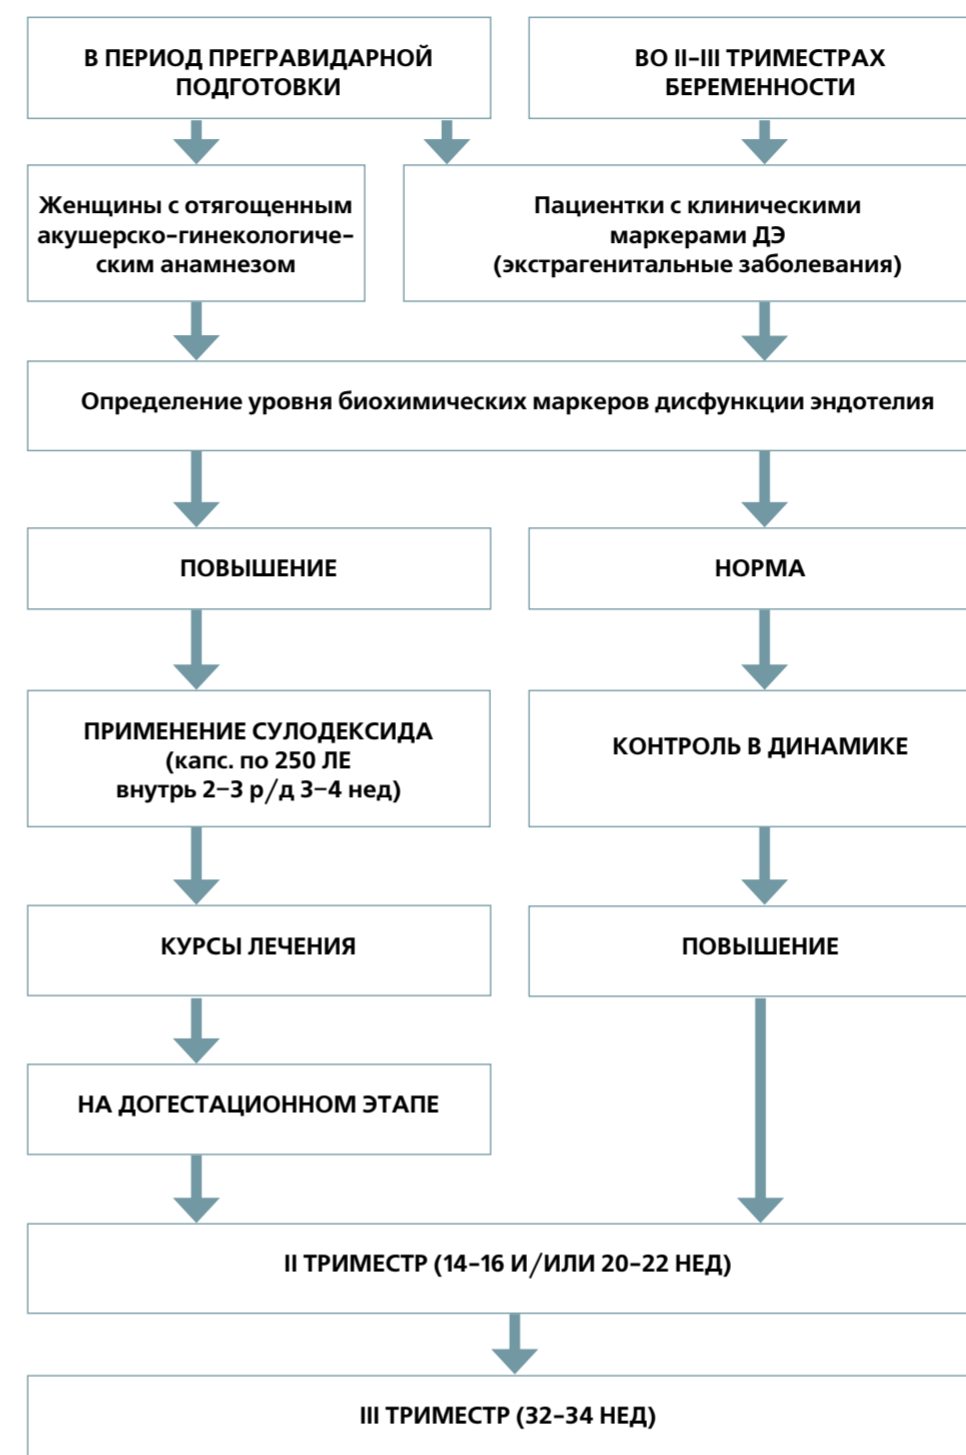 В ПЕРИОД ПРЕГРАВИДАРНОЙ
ПОДГОТОВКИ
ВО II–III ТРИМЕСТРАХ
БЕРЕМЕННОСТИ
Женщины с отягощенным
акушерско-гинекологиче-
ским анамнезом
Пациентки с клиническими
маркерами ДЭ
(экстрагенитальные заболевания)
Определение уровня биохимических маркеров дисфункции эндотелия
ПОВЫШЕНИЕ
НОРМА
ПРИМЕНЕНИЕ СУЛОДЕКСИДА
(капс. по 250 ЛЕ
внутрь 2–3 р/д 3–4 нед)
КОНТРОЛЬ В ДИНАМИКЕ
КУРСЫ ЛЕЧЕНИЯ
ПОВЫШЕНИЕ
НА ДОГЕСТАЦИОННОМ ЭТАПЕ
II ТРИМЕСТР (14–16 И/ИЛИ 20–22 НЕД)
III ТРИМЕСТР (32–34 НЕД)